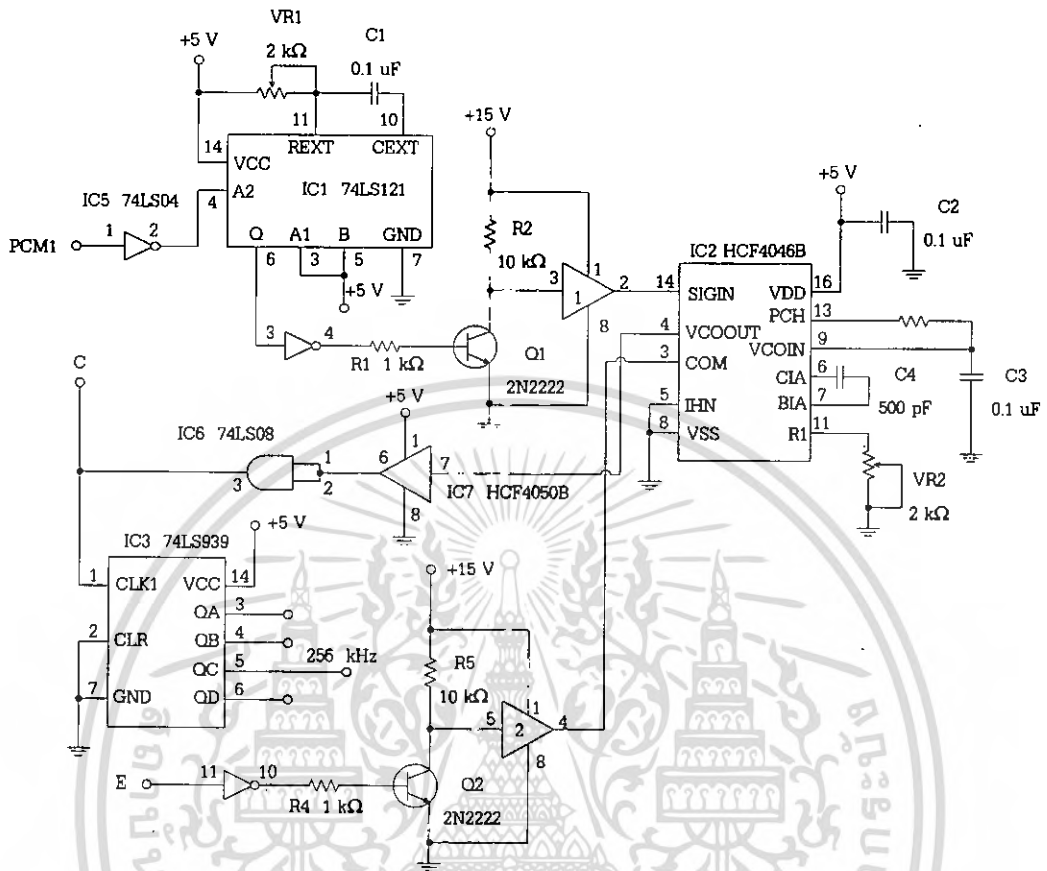 VR1
+5 V
2 kΩ
C1
0.1 uF
11
10
REXT
CEXT
14
VCC
IC1 74LS121
A2
4
IC5 74LS04
PCM1
1
2
Q
A1
B
GND
6
3
5
7
+5 V
3
4
R1
1 kΩ
Q1
2N2222
+15 V
R2
10 kΩ
3
1
1
2
8
+5 V
C2
0.1 uF
IC2 HCF4046B
14
SIGIN
VDD
16
PCH
13
4
VCOOUT
VCOIN
9
3
COM
CIA
6
C4
500 pF
C3
0.1 uF
5
IHN
BIA
7
8
VSS
R1
11
VR2
2 kΩ
C
IC6 74LS08
3
1
2
+5 V
6
1
7
8
IC7 HCF4050B
IC3 74LS939
+5 V
1
CLK1
VCC
14
QA
3
2
CLR
QB
4
QC
5
256 kHz
7
GND
QD
6
+15 V
R5
10 kΩ
5
2
1
4
8
E
11
10
R4 1 kΩ
Q2
2N2222